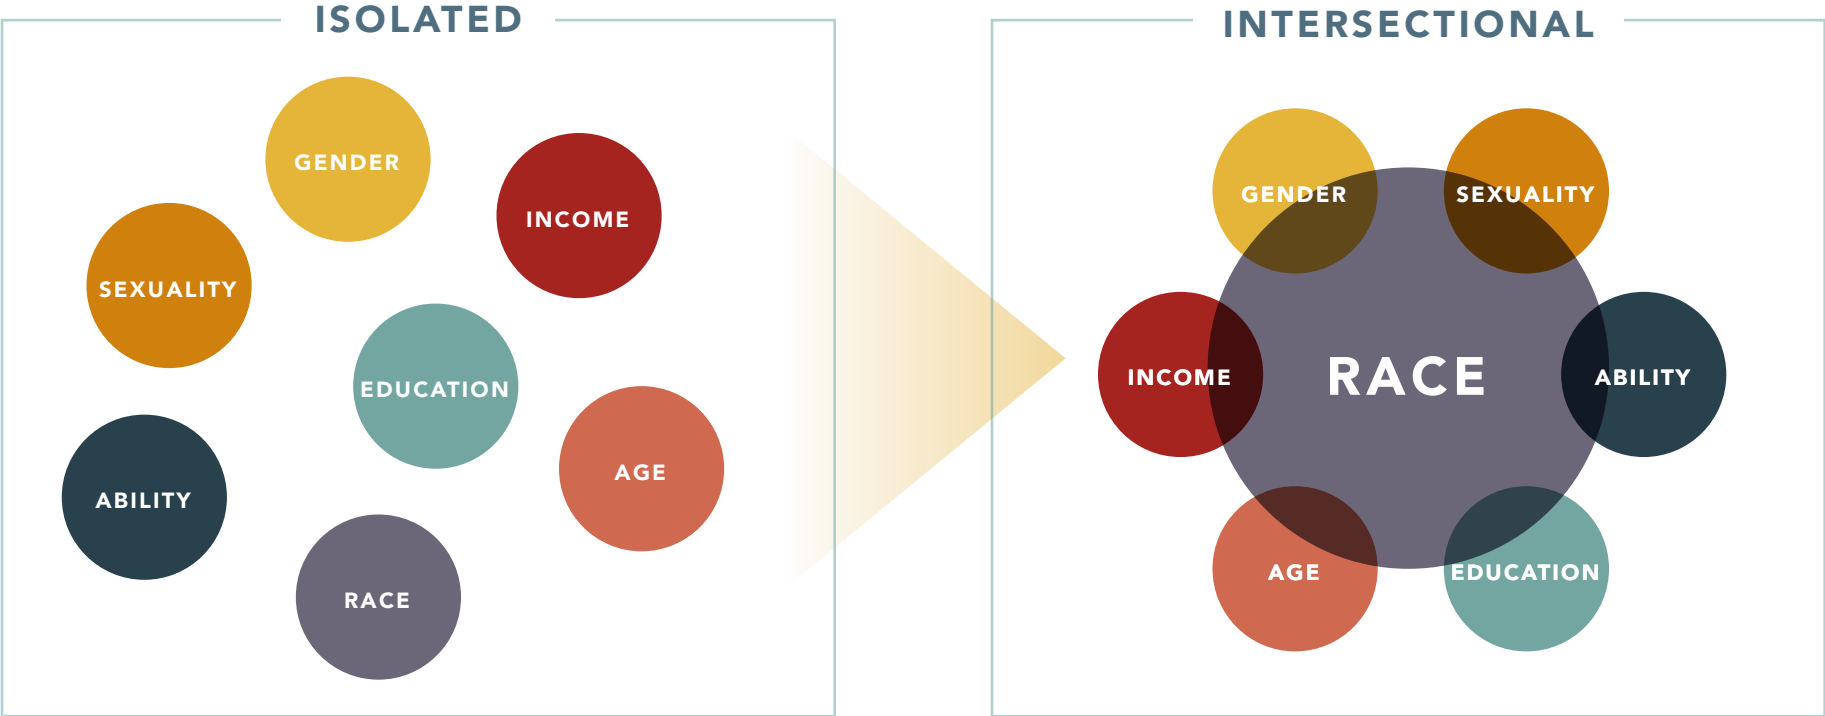 ISOLATED
GENDER
INCOME
SEXUALITY
EDUCATION
AGE
ABILITY
RACE
INTERSECTIONAL
GENDER
SEXUALITY
INCOME
RACE
ABILITY
AGE
EDUCATION